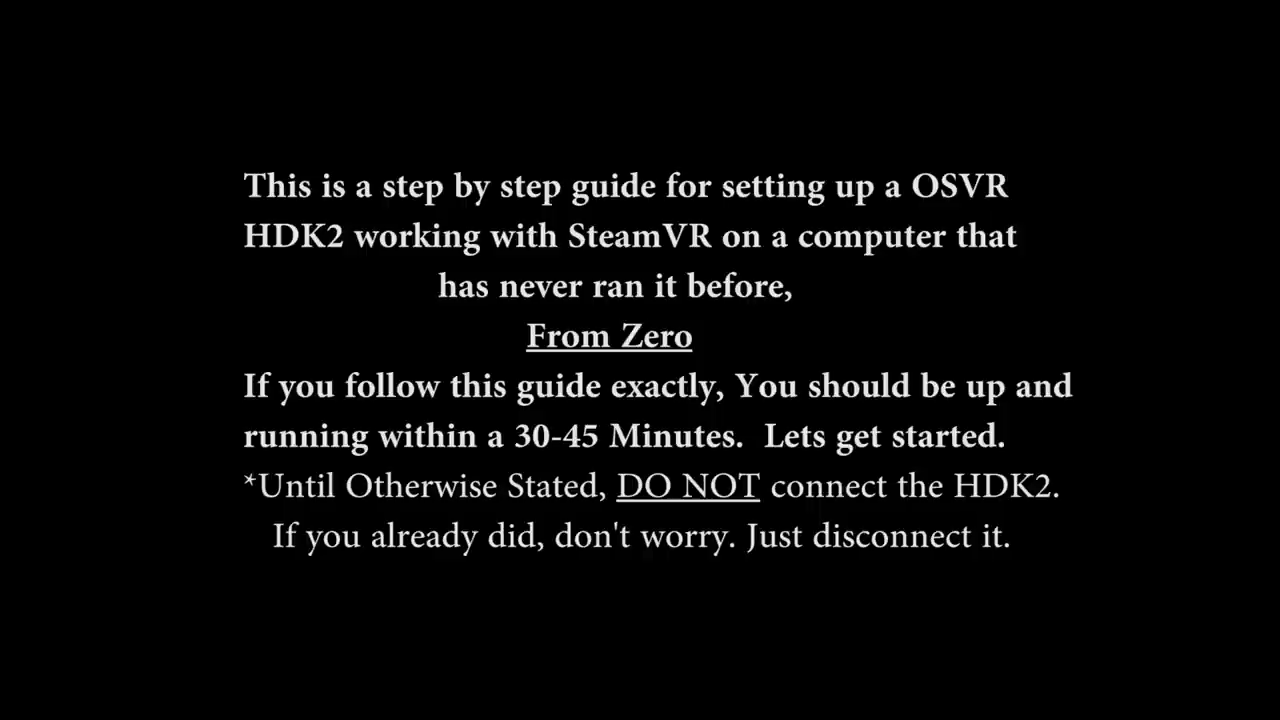 This is a step by step guide for setting up a OSVR
HDK2 working with SteamVR on a computer that
has never ran it before,
From Zero
If you follow this guide exactly, You should be up and
running within a 30-45 Minutes.  Lets get started.
*Until Otherwise Stated, DO NOT connect the HDK2.
If you already did, don't worry. Just disconnect it.